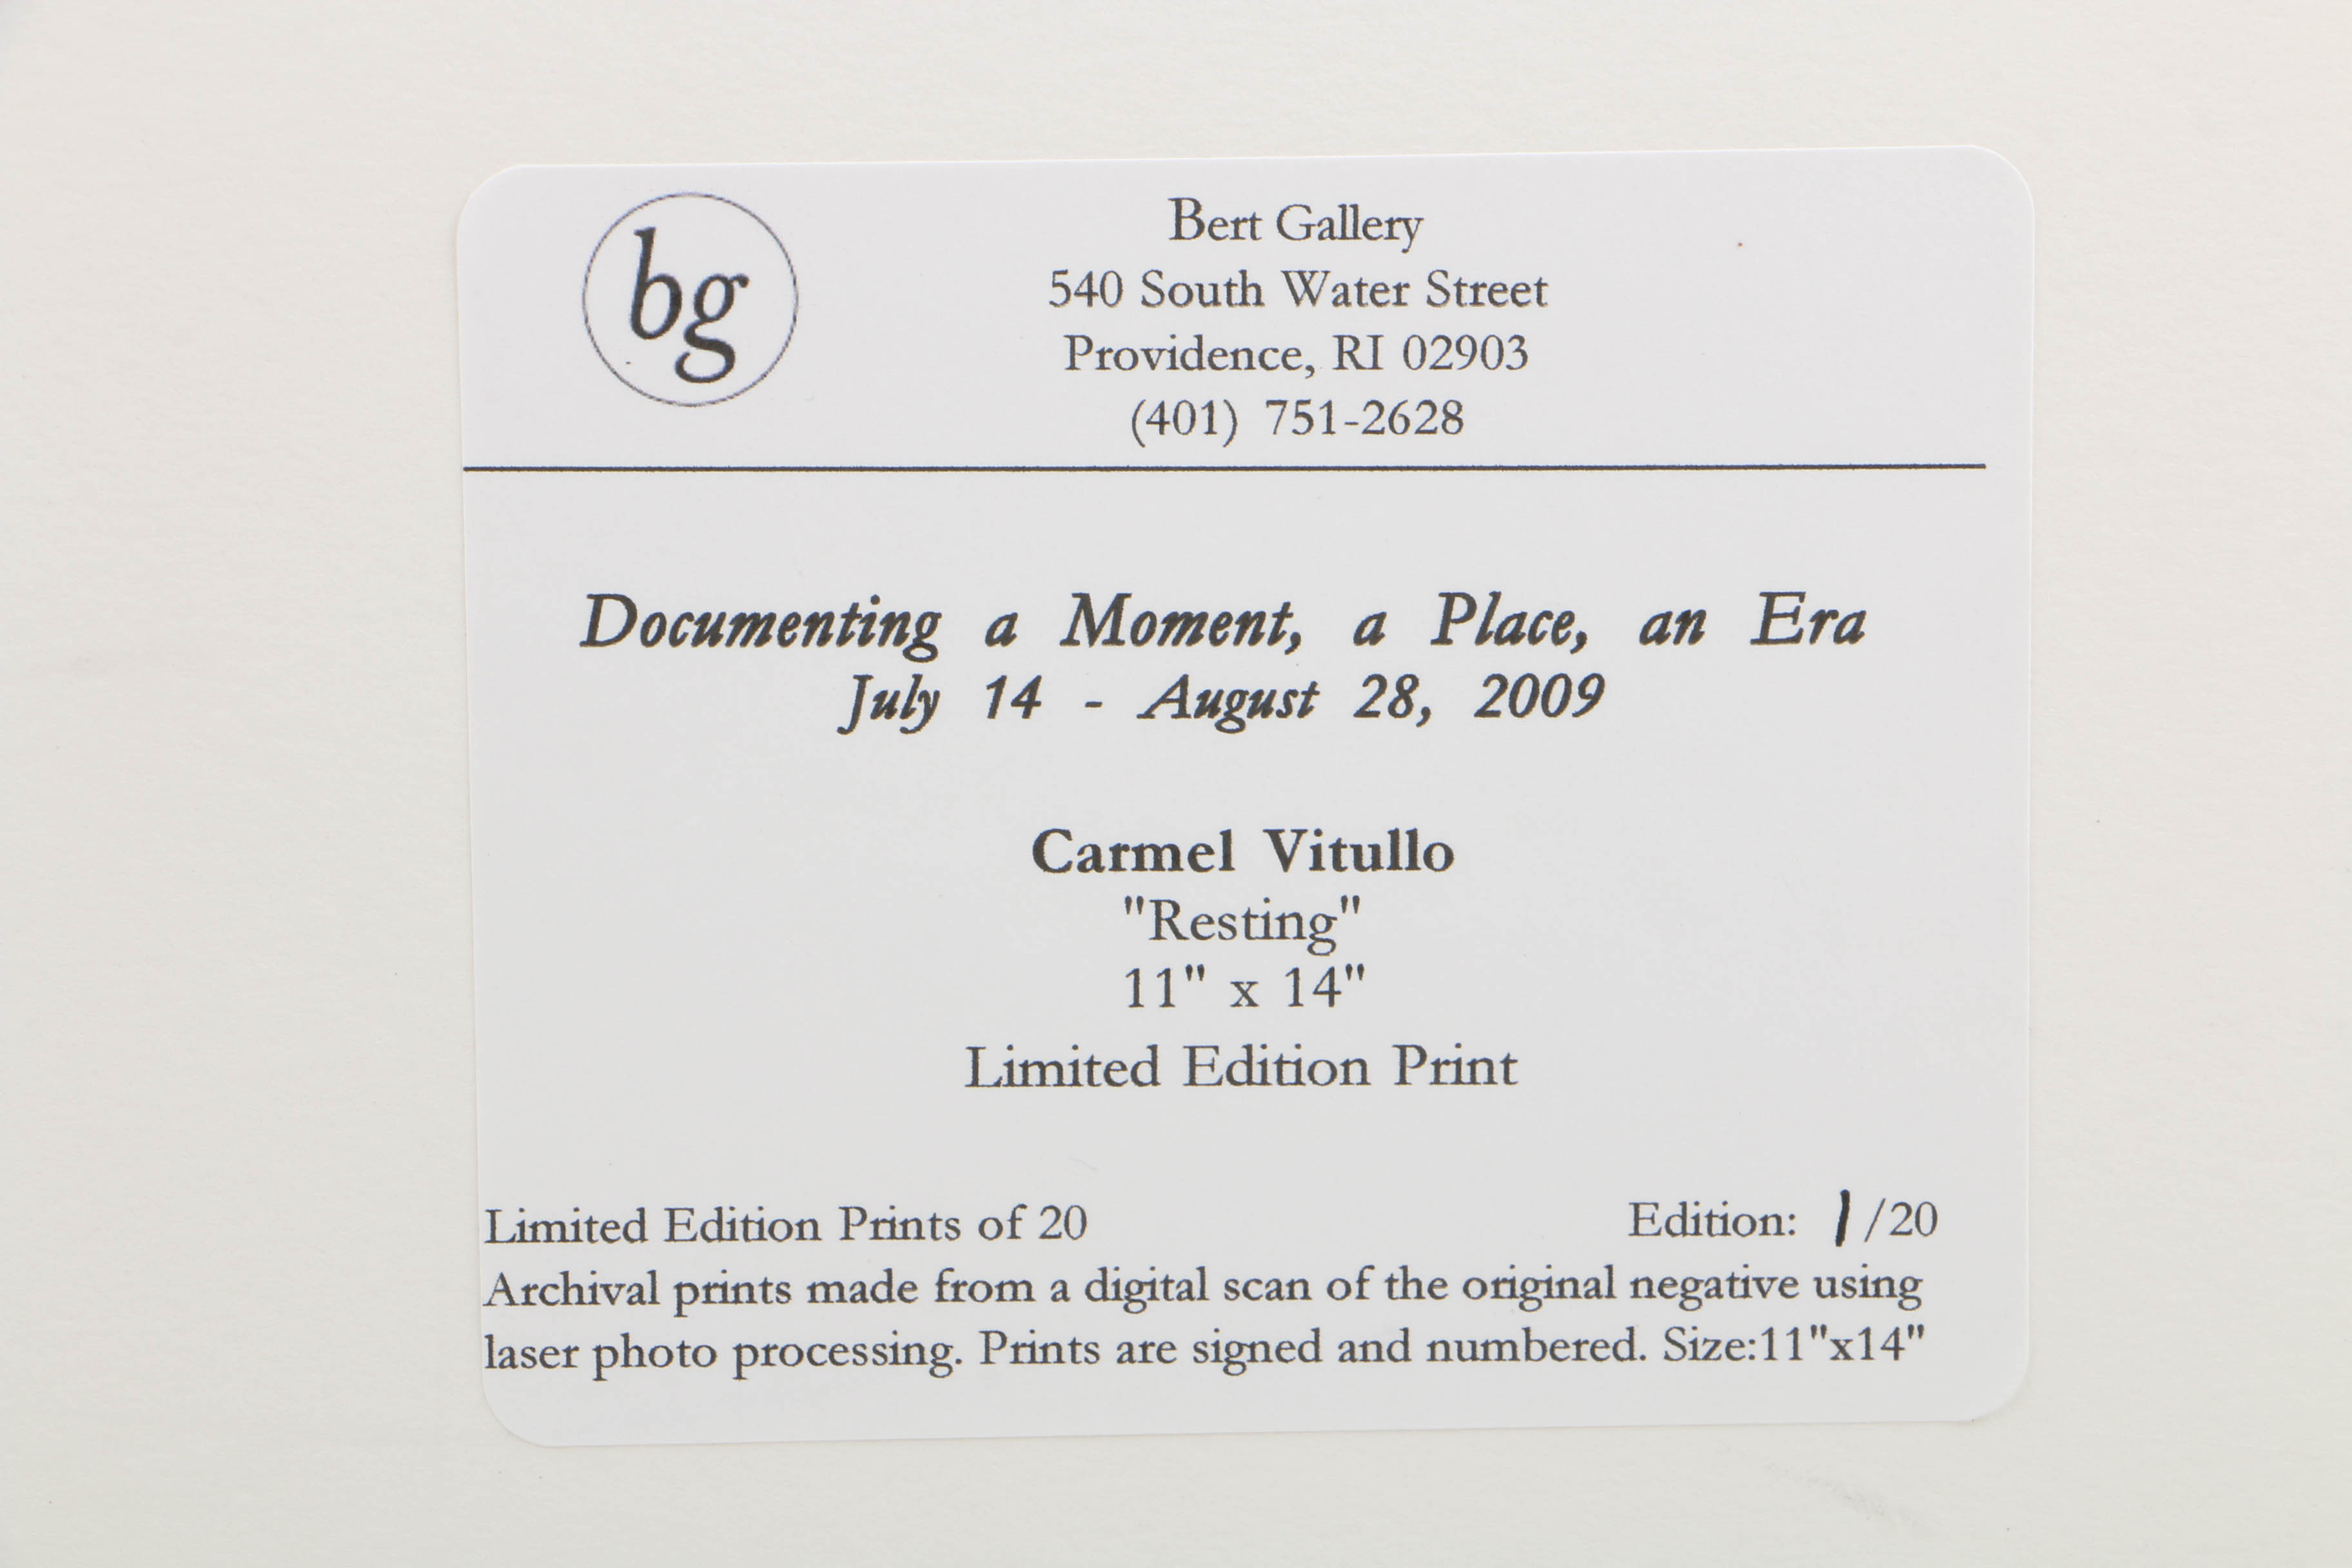 bg
Bert Gallery
540 South Water Street
Providence, RI 02903
(401) 751-2628
Documenting a Moment, a Place, an Era
July 14 - August 28, 2009
Carmel Vitullo
"Resting"
11" x 14"
Limited Edition Print
Limited Edition Prints of 20 Edition: 1/20
Archival prints made from a digital scan of the original negative using
laser photo processing. Prints are signed and numbered. Size:11"x14"